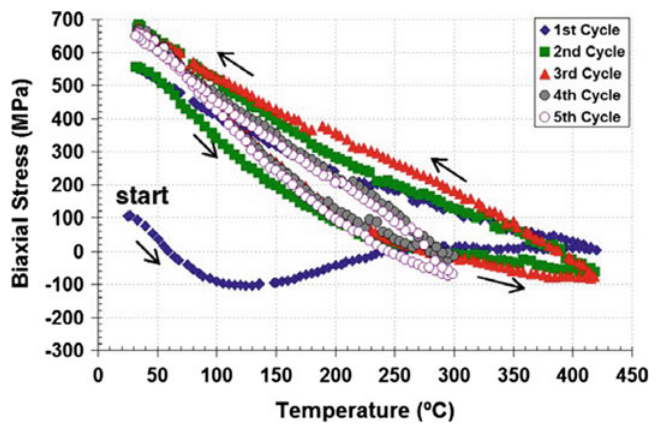 700
600
500
400
300
200
100
0
-100
-200
-300
Biaxial Stress (MPa)
start
1st Cycle
2nd Cycle
3rd Cycle
4th Cycle
5th Cycle
0 50 100 150 200 250 300 350 400 450
Temperature (ºC)